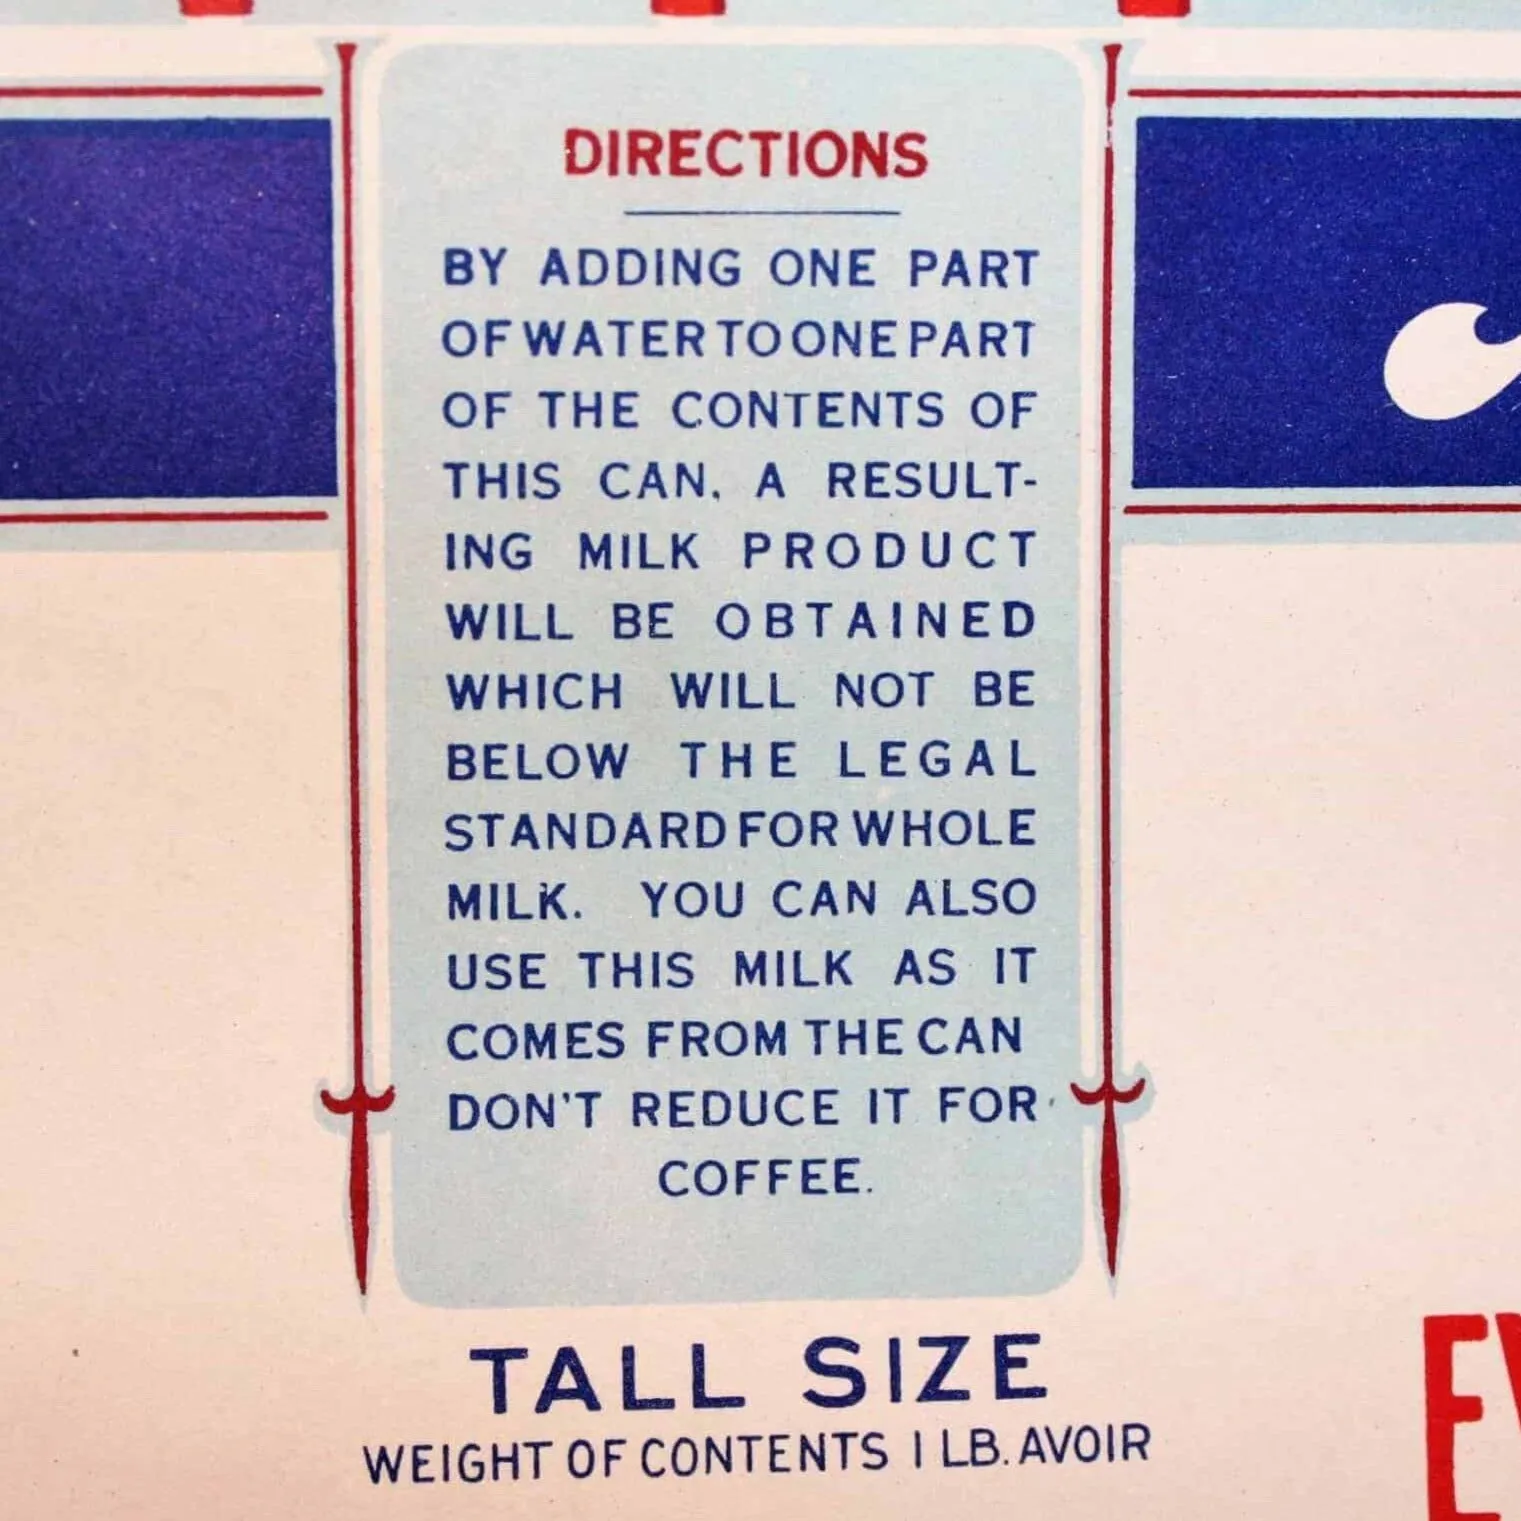 DIRECTIONS
BY ADDING ONE PART
OF WATER TO ONE PART
OF THE CONTENTS OF
THIS CAN. A RESULT-
ING MILK PRODUCT
WILL BE OBTAINED
WHICH WILL NOT BE
BELOW THE LEGAL
STANDARD FOR WHOLE
MILK. YOU CAN ALSO
USE THIS MILK AS IT
COMES FROM THE CAN
DON'T REDUCE IT FOR
COFFEE.
TALL SIZE
WEIGHT OF CONTENTS 1 LB. AVOIR